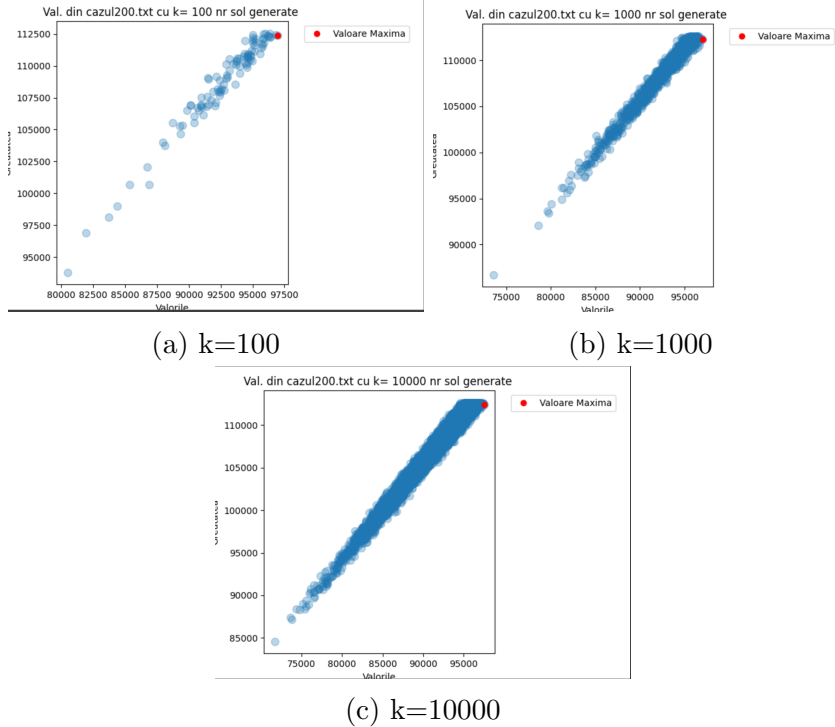 Val. din cazul200.txt cu k= 100 nr sol generate
Valoare Maxima
112500
110000
107500
105000
102500
100000
97500
95000
80000 82500 85000 87500 90000 92500 95000 97500
Valorile
(a) k=100
Val. din cazul200.txt cu k= 1000 nr sol generate
Valoare Maxima
110000
105000
100000
95000
90000
75000 80000 85000 90000 95000
Valorile
(b) k=1000
Val. din cazul200.txt cu k= 10000 nr sol generate
Valoare Maxima
110000
105000
100000
95000
90000
85000
75000 80000 85000 90000 95000
Valorile
(c) k=10000